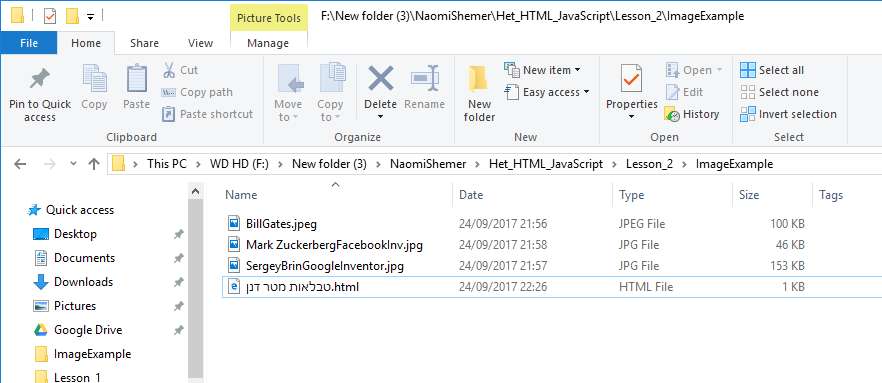 Picture Tools F:\New folder (3)\NaomiShemer\Het_HTML_JavaScript\Lesson_2\ImageExample
File Home Share View Manage
Pin to Quick access
Copy
Paste
Cut
Copy path
Paste shortcut
Clipboard
Move to
Copy to
Delete
Rename
Organize
New folder
New item
Easy access
New
Properties
Open
Edit
History
Open
Select all
Select none
Invert selection
Select
This PC > WD HD (F:) > New folder (3) > NaomiShemer > Het_HTML_JavaScript > Lesson_2 > ImageExample
Quick access
Desktop
Documents
Downloads
Pictures
Google Drive
ImageExample
Lesson_1
Name Date Type Size Tags
BillGates.jpeg 24/09/2017 21:56 JPEG File 100 KB
Mark ZuckerbergFacebookInv.jpg 24/09/2017 21:58 JPG File 46 KB
SergeyBrinGoogleInventor.jpg 24/09/2017 21:57 JPG File 153 KB
טבלאות מטר דנן.html 24/09/2017 22:26 HTML File 1 KB